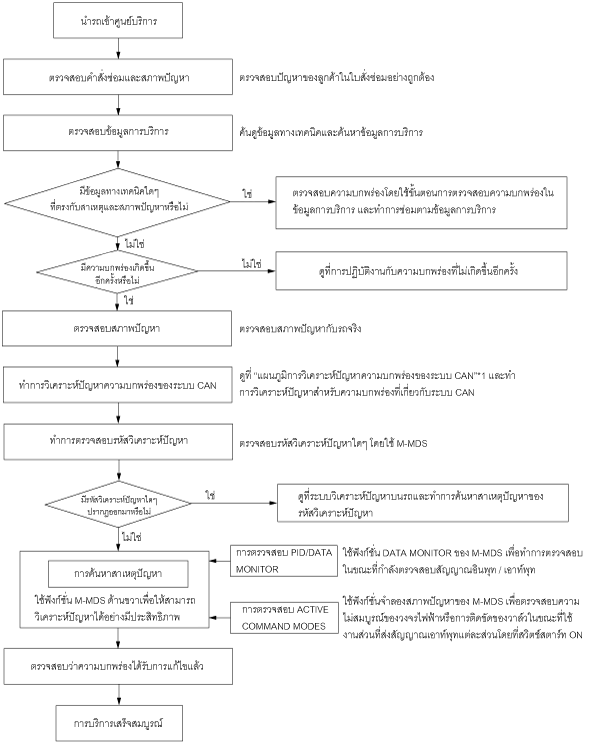 นำรถเข้าศูนย์บริการ
ตรวจสอบคำสั่งซ่อมและสภาพปัญหา
ตรวจสอบปัญหาของลูกค้าในใบสั่งซ่อมอย่างถูกต้อง
ตรวจสอบข้อมูลการบริการ
ค้นดูข้อมูลทางเทคนิคและค้นหาข้อมูลการบริการ
มีข้อมูลทางเทคนิคใดๆ
ที่ตรงกับสาเหตุและสภาพปัญหาหรือไม่
ใช่
ตรวจสอบความบกพร่องโดยใช้ขั้นตอนการตรวจสอบความบกพร่องใน
ข้อมูลการบริการ และทำการซ่อมตามข้อมูลการบริการ
ไม่ใช่
มีความบกพร่องเกิดขึ้น
อีกครั้งหรือไม่
ไม่ใช่
ดูที่การปฏิบัติงานกับความบกพร่องที่ไม่เกิดขึ้นอีกครั้ง
ใช่
ตรวจสอบสภาพปัญหา
ตรวจสอบสภาพปัญหากับรถจริง
ทำการวิเคราะห์ปัญหาความบกพร่องของระบบ CAN
ดูที่ "แผนภูมิการวิเคราะห์ปัญหาความบกพร่องของระบบ CAN"*1 และทำ
การวิเคราะห์ปัญหาสำหรับความบกพร่องที่เกี่ยวกับระบบ CAN
ทำการตรวจสอบรหัสวิเคราะห์ปัญหา
ตรวจสอบรหัสวิเคราะห์ปัญหาใดๆ โดยใช้ M-MDS
มีรหัสวิเคราะห์ปัญหาใดๆ
ปรากฏออกมาหรือไม่
ใช่
ดูที่ระบบวิเคราะห์ปัญหาบนรถและทำการค้นหาสาเหตุปัญหาของ
รหัสวิเคราะห์ปัญหา
ไม่ใช่
การค้นหาสาเหตุปัญหา
ใช้ฟังก์ชั่น M-MDS ด้านขวาเพื่อให้สามารถ
วิเคราะห์ปัญหาได้อย่างมีประสิทธิภาพ
การตรวจสอบ PID/DATA
MONITOR
ใช้ฟังก์ชั่น DATA MONITOR ของ M-MDS เพื่อทำการตรวจสอบ
ในขณะที่กำลังตรวจสอบสัญญาณอินพุท / เอาท์พุท
การตรวจสอบ ACTIVE
COMMAND MODES
ใช้ฟังก์ชั่นจำลองสภาพปัญหาของ M-MDS เพื่อตรวจสอบความ
ไม่สมบูรณ์ของวงจรไฟฟ้าหรือการติดขัดของวาล์วในขณะที่ใช้
งานส่วนที่ส่งสัญญาณเอาท์พุทแต่ละส่วนโดยที่สวิตช์สตาร์ท ON
ตรวจสอบว่าความบกพร่องได้รับการแก้ไขแล้ว
การบริการเสร็จสมบูรณ์